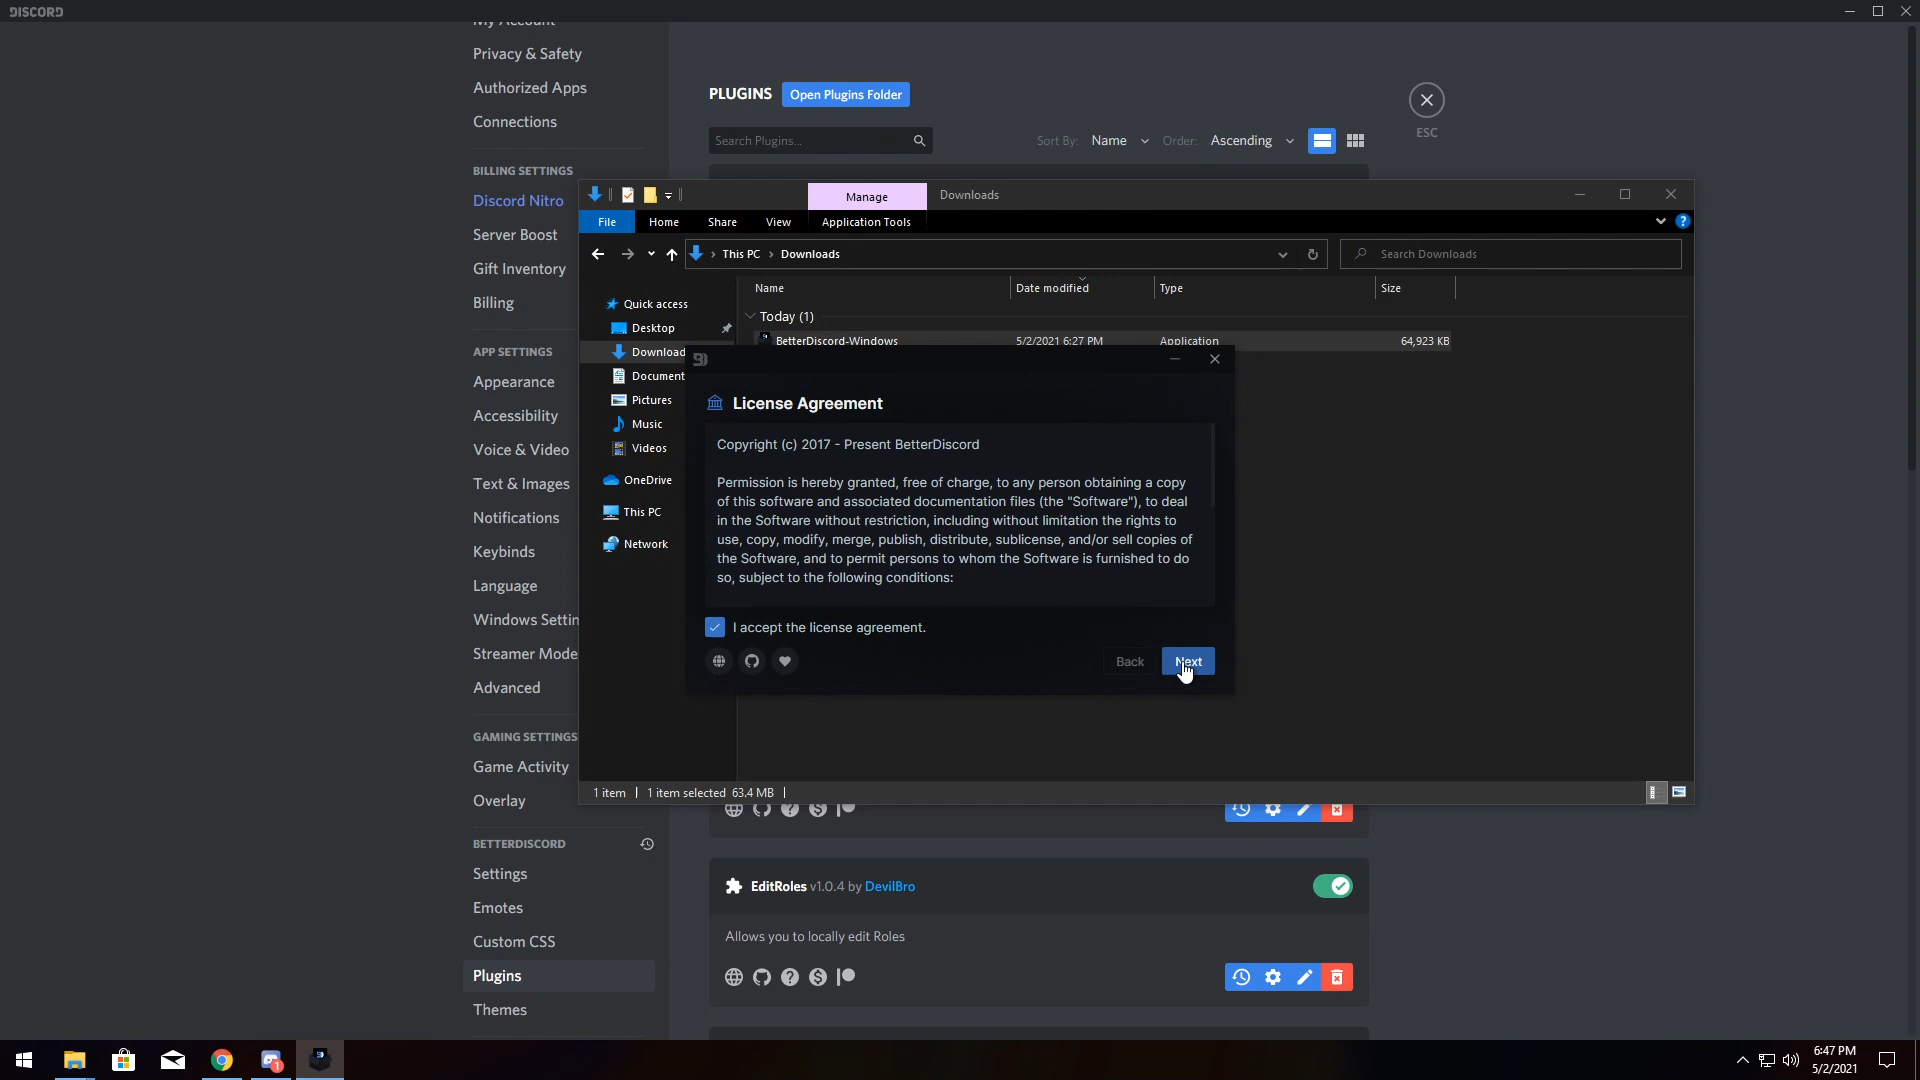 DISCORD
My Account
Privacy & Safety
Authorized Apps
Connections
BILLING SETTINGS
Discord Nitro
Server Boost
Gift Inventory
Billing
APP SETTINGS
Appearance
Accessibility
Voice & Video
Text & Images
Notifications
Keybinds
Language
Windows Settin
Streamer Mode
Advanced
GAMING SETTINGS
Game Activity
Overlay
BETTERDISCORD
Settings
Emotes
Custom CSS
Plugins
Themes
PLUGINS Open Plugins Folder
Search Plugins...
Sort By: Name Order: Ascending
ESC
Manage Downloads
File Home Share View Application Tools
This PC > Downloads
Search Downloads
Quick access
Desktop
Download
Document
Pictures
Music
Videos
OneDrive
This PC
Network
Name Date modified Type Size
Today (1)
BetterDiscord-Windows 5/2/2021 6:27 PM Application 64,923 KB
License Agreement
Copyright (c) 2017 - Present BetterDiscord
Permission is hereby granted, free of charge, to any person obtaining a copy
of this software and associated documentation files (the "Software"), to deal
in the Software without restriction, including without limitation the rights to
use, copy, modify, merge, publish, distribute, sublicense, and/or sell copies of
the Software, and to permit persons to whom the Software is furnished to do
so, subject to the following conditions:
I accept the license agreement.
Back Next
1 item 1 item selected 63.4 MB
EditRoles v1.0.4 by DevilBro
Allows you to locally edit Roles
1
6:47 PM
5/2/2021